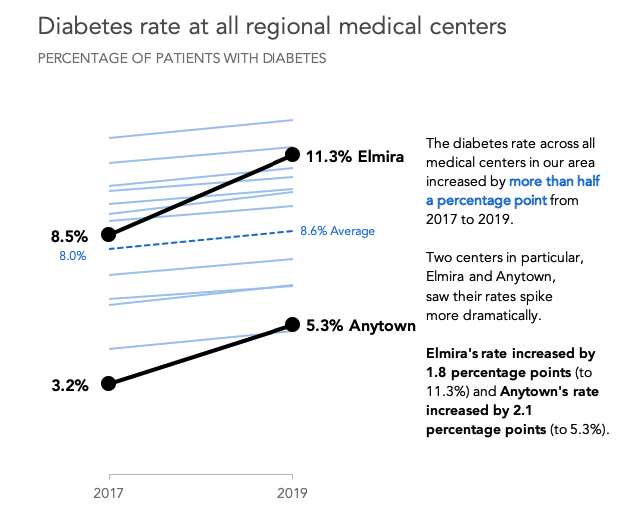 Diabetes rate at all regional medical centers
PERCENTAGE OF PATIENTS WITH DIABETES
11.3% Elmira
8.5%
8.0%
8.6% Average
5.3% Anytown
3.2%
2017
2019
The diabetes rate across all
medical centers in our area
increased by more than half
a percentage point from
2017 to 2019.
Two centers in particular,
Elmira and Anytown,
saw their rates spike
more dramatically.
Elmira's rate increased by
1.8 percentage points (to
11.3%) and Anytown's rate
increased by 2.1
percentage points (to 5.3%).